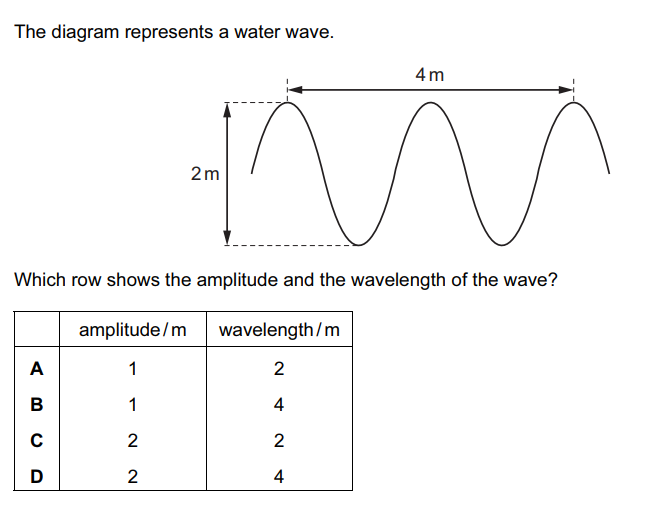 The diagram represents a water wave.
4 m
2 m
Which row shows the amplitude and the wavelength of the wave?
amplitude / m wavelength / m
A 1 2
B 1 4
C 2 2
D 2 4